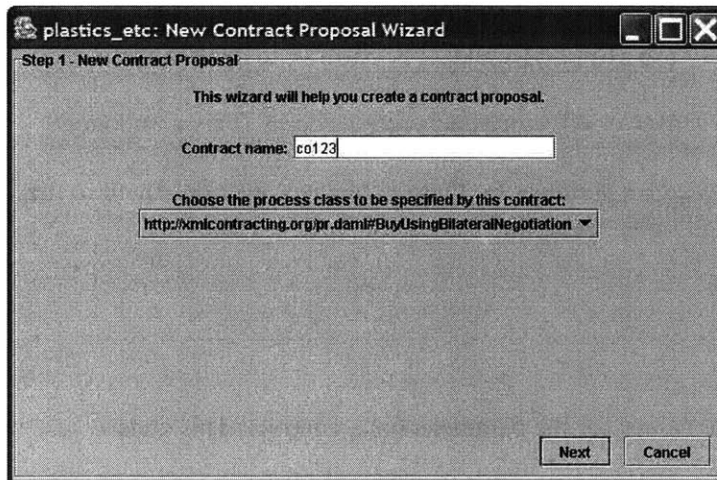 plastics_etc: New Contract Proposal Wizard
Step 1 - New Contract Proposal
This wizard will help you create a contract proposal.
Contract name: co123
Choose the process class to be specified by this contract:
http://xmlcontracting.org/pr.daml#BuyUsingBilateralNegotiation
Next Cancel